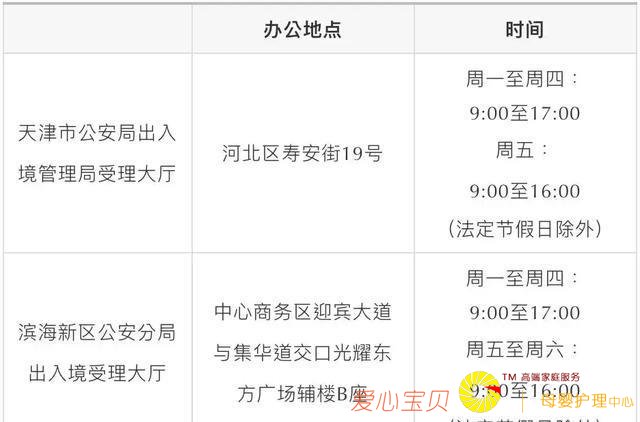 办公地点
时间
天津市公安局出入
境管理局受理大厅
河北区寿安街19号
周一至周四：
9:00至17:00
周五：
9:00至16:00
（法定节假日除外）
滨海新区公安分局
出入境受理大厅
中心商务区迎宾大道
与集华道交口光耀东
方广场辅楼B座
周一至周四：
9:00至17:00
周五至周六：
9:00至16:00
爱心宝贝
TM 高端家庭服务
母婴护理中心